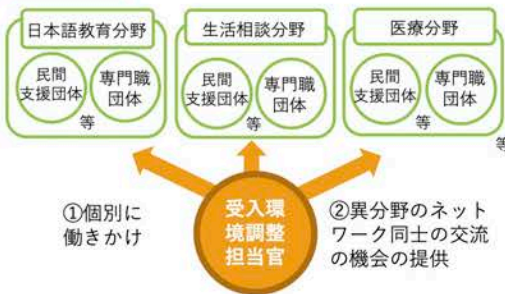 日本語教育分野
民間
支援団体
専門職
団体
等
生活相談分野
民間
支援団体
専門職
団体
等
医療分野
民間
支援団体
専門職
団体
等
等
①個別に
働きかけ
受入環
境調整
担当官
②異分野のネット
ワーク同士の交流
の機会の提供